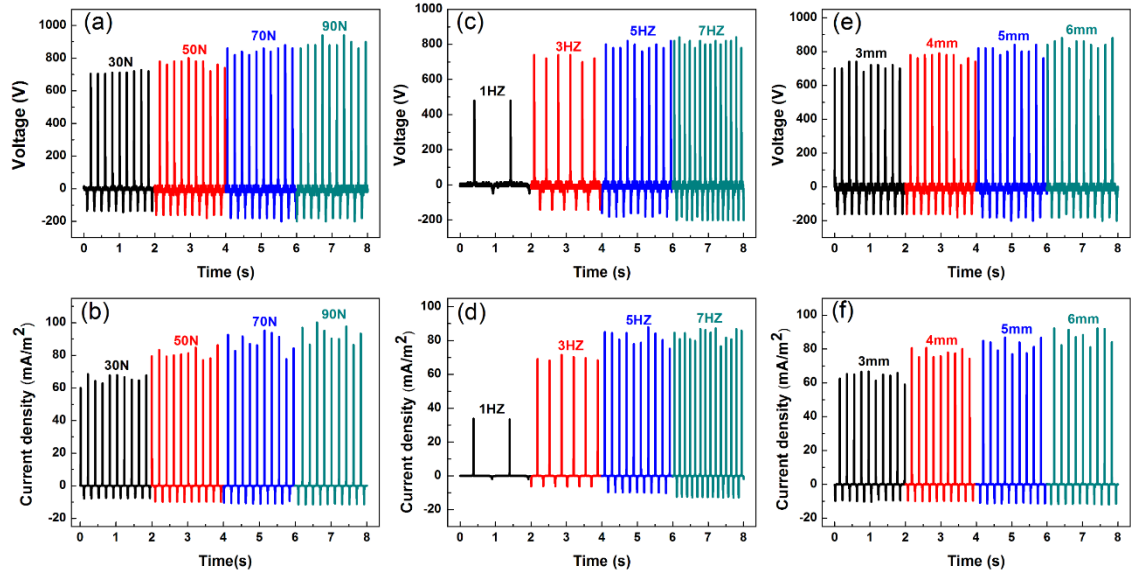 (a)
30N
50N
70N
90N
1000
800
600
400
200
0
-200
Voltage (V)
0 1 2 3 4 5 6 7 8
Time (s)
(c)
1HZ
3HZ
5HZ
7HZ
1000
800
600
400
200
0
-200
Voltage (V)
0 1 2 3 4 5 6 7 8
Time (s)
(e)
3mm
4mm
5mm
6mm
1000
800
600
400
200
0
-200
Voltage (V)
0 1 2 3 4 5 6 7 8
Time (s)
(b)
30N
50N
70N
90N
100
80
60
40
20
0
-20
Current density (mA/m²)
0 1 2 3 4 5 6 7 8
Time(s)
(d)
1HZ
3HZ
5HZ
7HZ
100
80
60
40
20
0
-20
Current density (mA/m²)
0 1 2 3 4 5 6 7 8
Time (s)
(f)
3mm
4mm
5mm
6mm
100
80
60
40
20
0
-20
Current density (mA/m²)
0 1 2 3 4 5 6 7 8
Time (s)